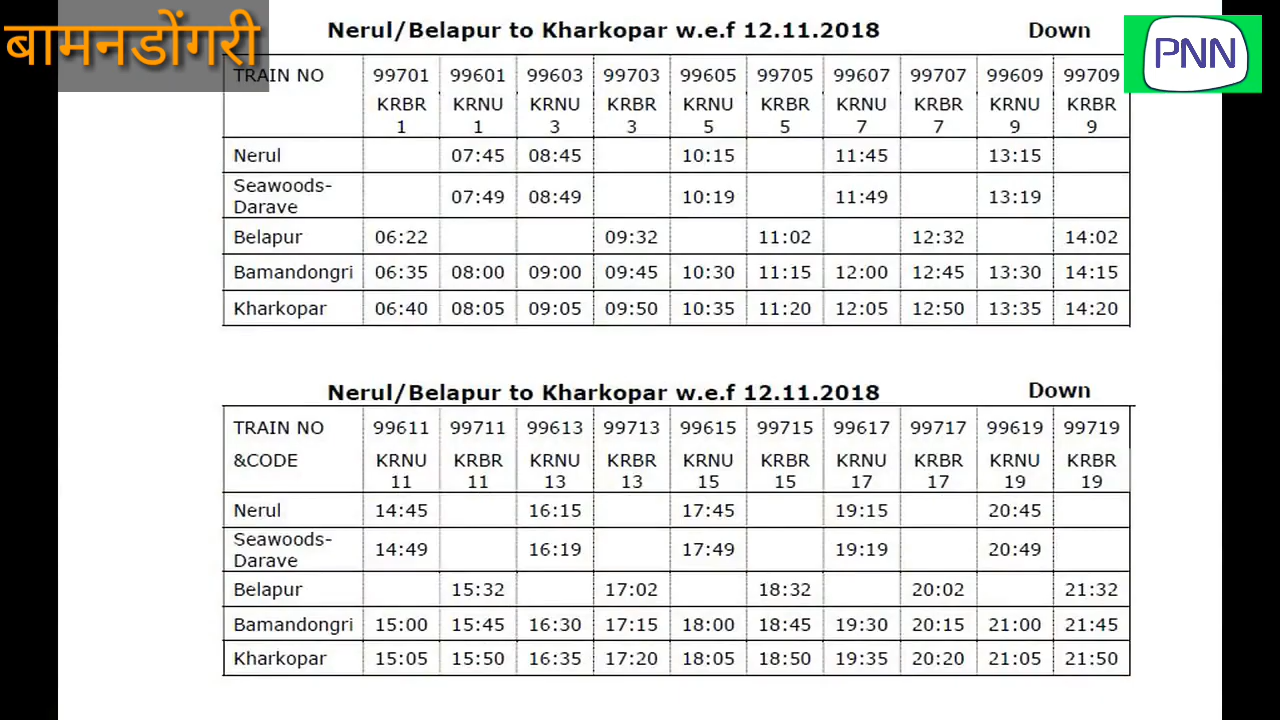 बामनडोंगरी
Nerul/Belapur to Kharkopar w.e.f 12.11.2018 Down
PNN
TRAIN NO 99701 99601 99603 99703 99605 99705 99607 99707 99609 99709
KRBR KRNU KRNU KRBR KRNU KRBR KRNU KRBR KRNU KRBR
1 1 3 3 5 5 7 7 9 9
Nerul 07:45 08:45 10:15 11:45 13:15
Seawoods-
Darave 07:49 08:49 10:19 11:49 13:19
Belapur 06:22 09:32 11:02 12:32 14:02
Bamandongri 06:35 08:00 09:00 09:45 10:30 11:15 12:00 12:45 13:30 14:15
Kharkopar 06:40 08:05 09:05 09:50 10:35 11:20 12:05 12:50 13:35 14:20
Nerul/Belapur to Kharkopar w.e.f 12.11.2018 Down
TRAIN NO 99611 99711 99613 99713 99615 99715 99617 99717 99619 99719
&CODE KRNU KRBR KRNU KRBR KRNU KRBR KRNU KRBR KRNU KRBR
11 11 13 13 15 15 17 17 19 19
Nerul 14:45 16:15 17:45 19:15 20:45
Seawoods-
Darave 14:49 16:19 17:49 19:19 20:49
Belapur 15:32 17:02 18:32 20:02 21:32
Bamandongri 15:00 15:45 16:30 17:15 18:00 18:45 19:30 20:15 21:00 21:45
Kharkopar 15:05 15:50 16:35 17:20 18:05 18:50 19:35 20:20 21:05 21:50